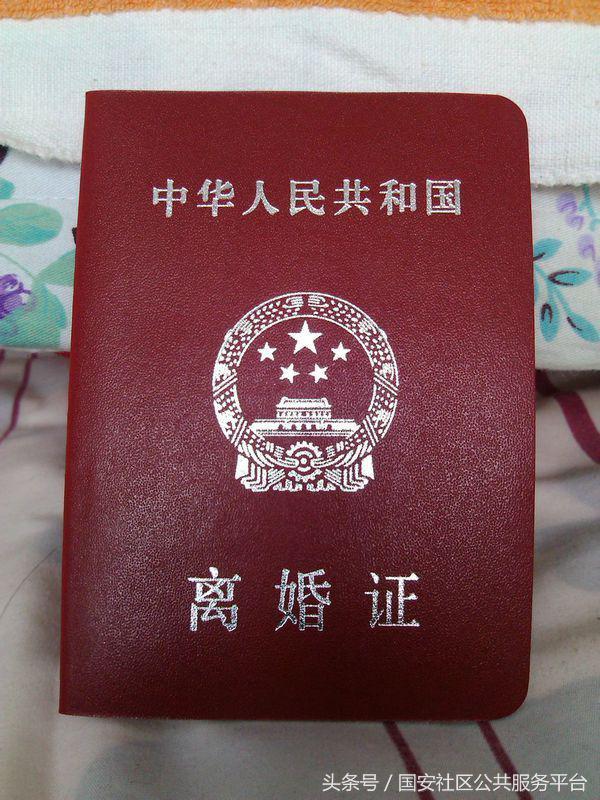 中华人民共和国
离婚证
头条号 / 国安社区公共服务平台